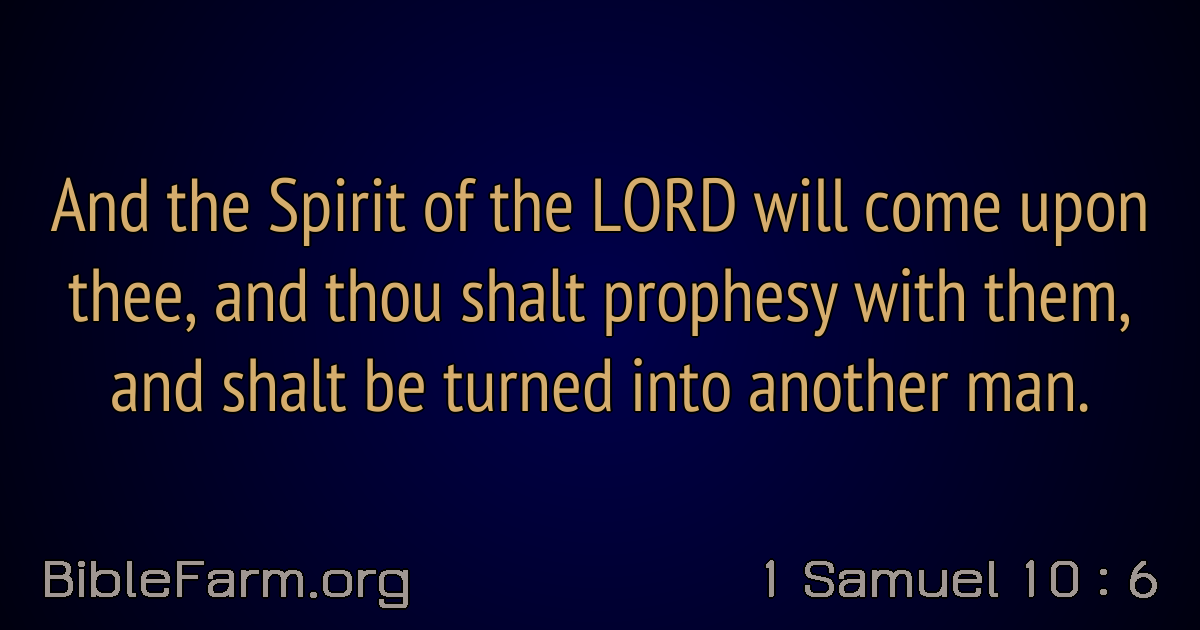 And the Spirit of the LORD will come upon
thee, and thou shalt prophesy with them,
and shalt be turned into another man.
BibleFarm.org
1 Samuel 10 : 6